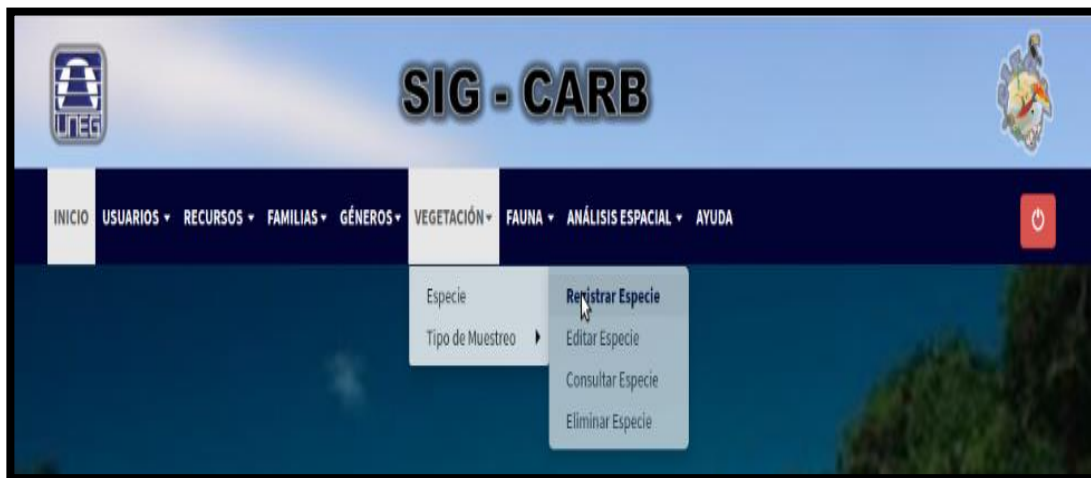 UNEG
SIG - CARB
INICIO USUARIOS RECURSOS FAMILIAS GÉNEROS VEGETACIÓN FAUNA ANÁLISIS ESPACIAL AYUDA
Especie
Tipo de Muestreo
Registrar Especie
Editar Especie
Consultar Especie
Eliminar Especie